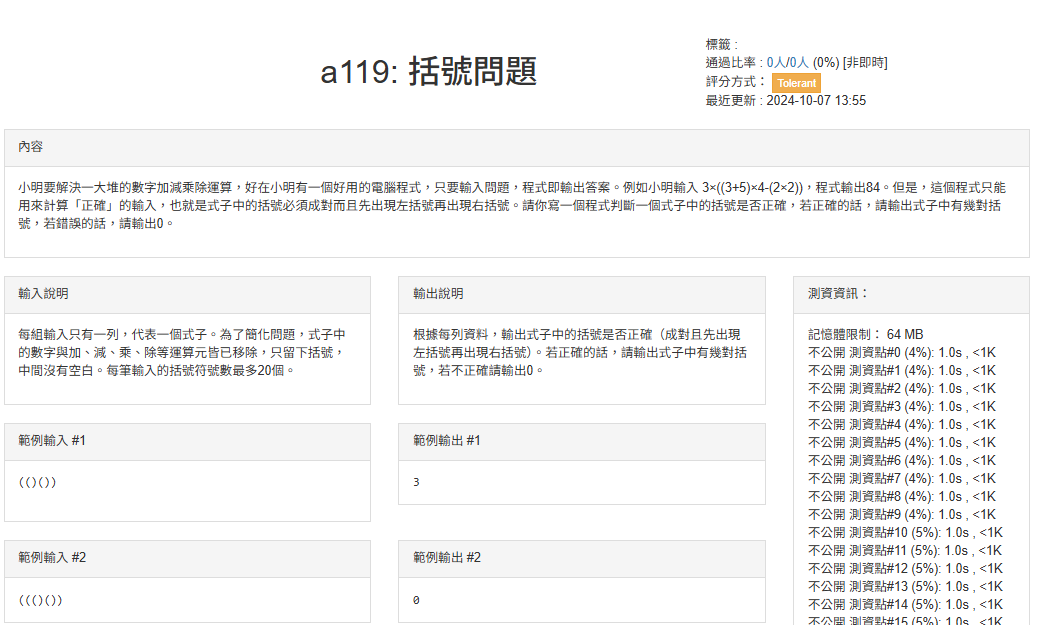 a119: 括號問題
標籤 :
通過比率 : 0人/0人 (0%) [非即時]
評分方式： Tolerant
最近更新 : 2024-10-07 13:55
內容
小明要解決一大堆的數字加減乘除運算，好在小明有一個好用的電腦程式，只要輸入問題，程式即輸出答案。例如小明輸入 3×((3+5)×4-(2×2))，程式輸出84。但是，這個程式只能
用來計算「正確」的輸入，也就是式子中的括號必須成對而且先出現左括號再出現右括號。請你寫一個程式判斷一個式子中的括號是否正確，若正確的話，請輸出式子中有幾對括
號，若錯誤的話，請輸出0。
輸入說明
每組輸入只有一列，代表一個式子。為了簡化問題，式子中
的數字與加、減、乘、除等運算元皆已移除，只留下括號，
中間沒有空白。每筆輸入的括號符號數最多20個。
輸出說明
根據每列資料，輸出式子中的括號是否正確（成對且先出現
左括號再出現右括號）。若正確的話，請輸出式子中有幾對括
號，若不正確請輸出0。
測資資訊：
記憶體限制： 64 MB
不公開 測資點#0 (4%): 1.0s , <1K
不公開 測資點#1 (4%): 1.0s , <1K
不公開 測資點#2 (4%): 1.0s , <1K
不公開 測資點#3 (4%): 1.0s , <1K
不公開 測資點#4 (4%): 1.0s , <1K
不公開 測資點#5 (4%): 1.0s , <1K
不公開 測資點#6 (4%): 1.0s , <1K
不公開 測資點#7 (4%): 1.0s , <1K
不公開 測資點#8 (4%): 1.0s , <1K
不公開 測資點#9 (4%): 1.0s , <1K
不公開 測資點#10 (5%): 1.0s , <1K
不公開 測資點#11 (5%): 1.0s , <1K
不公開 測資點#12 (5%): 1.0s , <1K
不公開 測資點#13 (5%): 1.0s , <1K
不公開 測資點#14 (5%): 1.0s , <1K
不公開 測資點#15 (5%): 1.0s , <1K
範例輸入 #1
(()())
範例輸出 #1
3
範例輸入 #2
((()())
範例輸出 #2
0